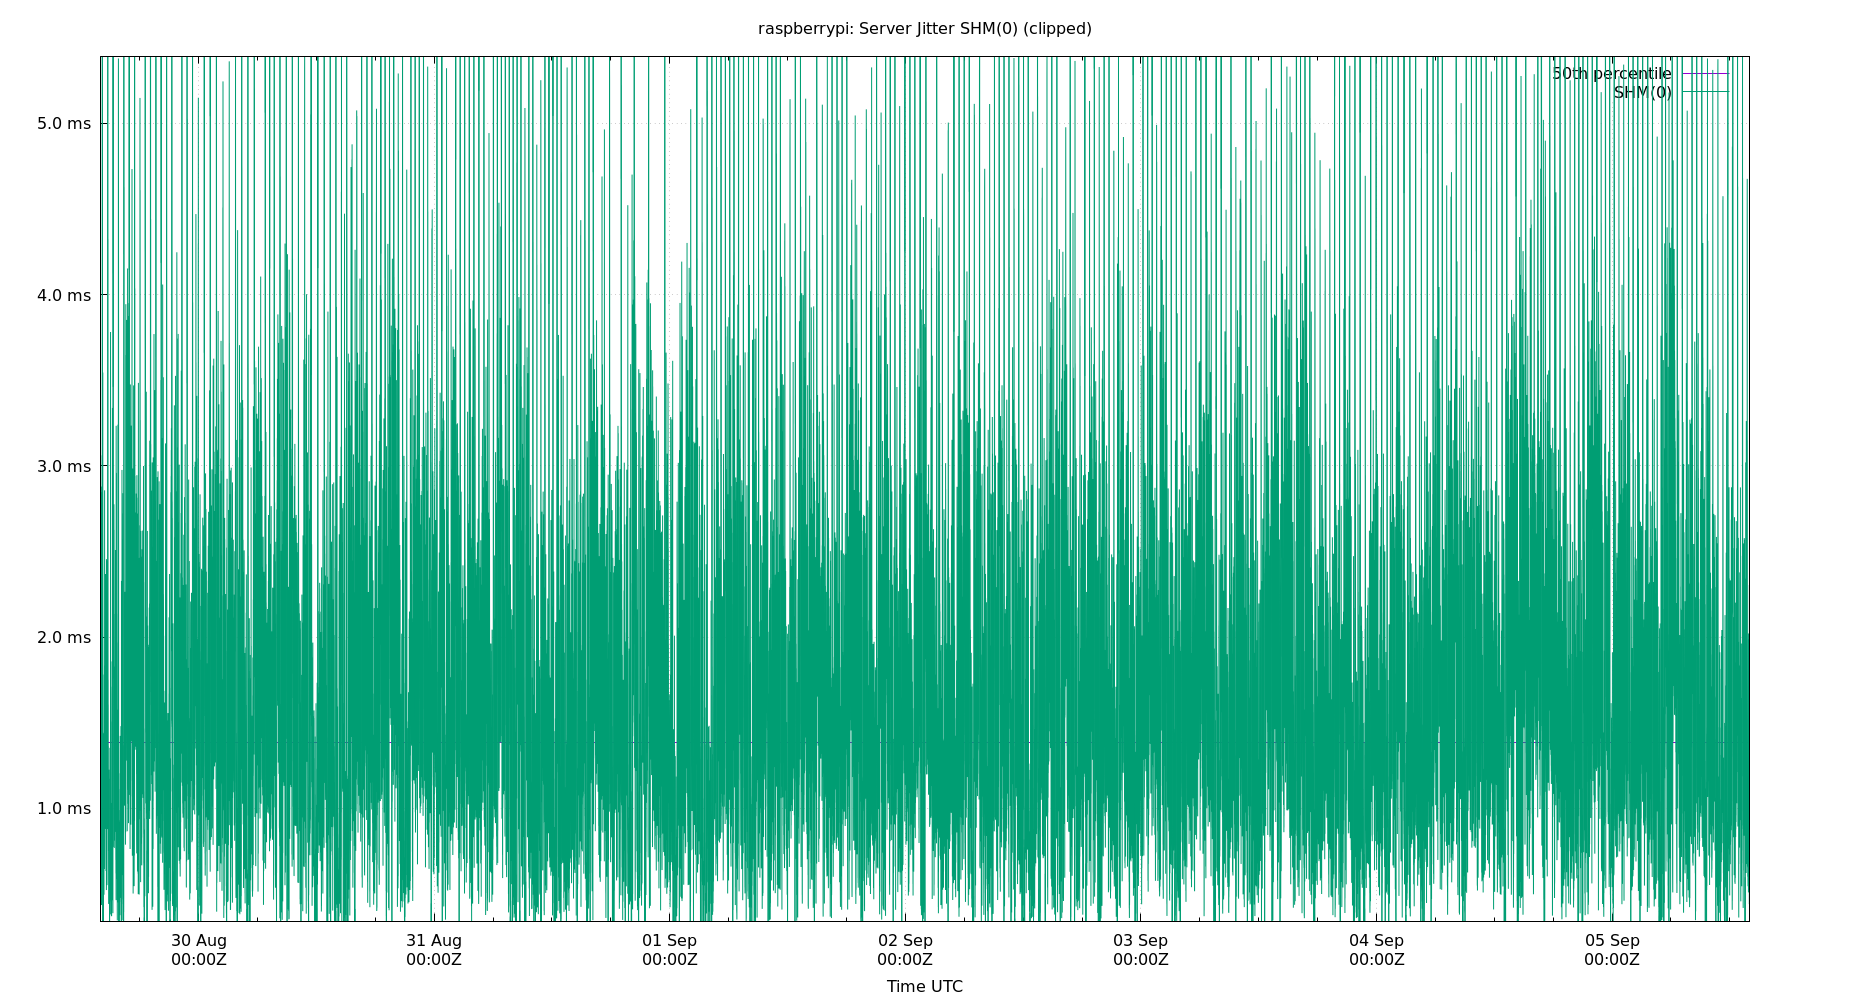 raspberrypi: Server Jitter SHM(0) (clipped)
50th percentile
SHM(0)
5.0 ms
4.0 ms
3.0 ms
2.0 ms
1.0 ms
30 Aug 31 Aug 01 Sep 02 Sep 03 Sep 04 Sep 05 Sep
00:00Z 00:00Z 00:00Z 00:00Z 00:00Z 00:00Z 00:00Z
Time UTC